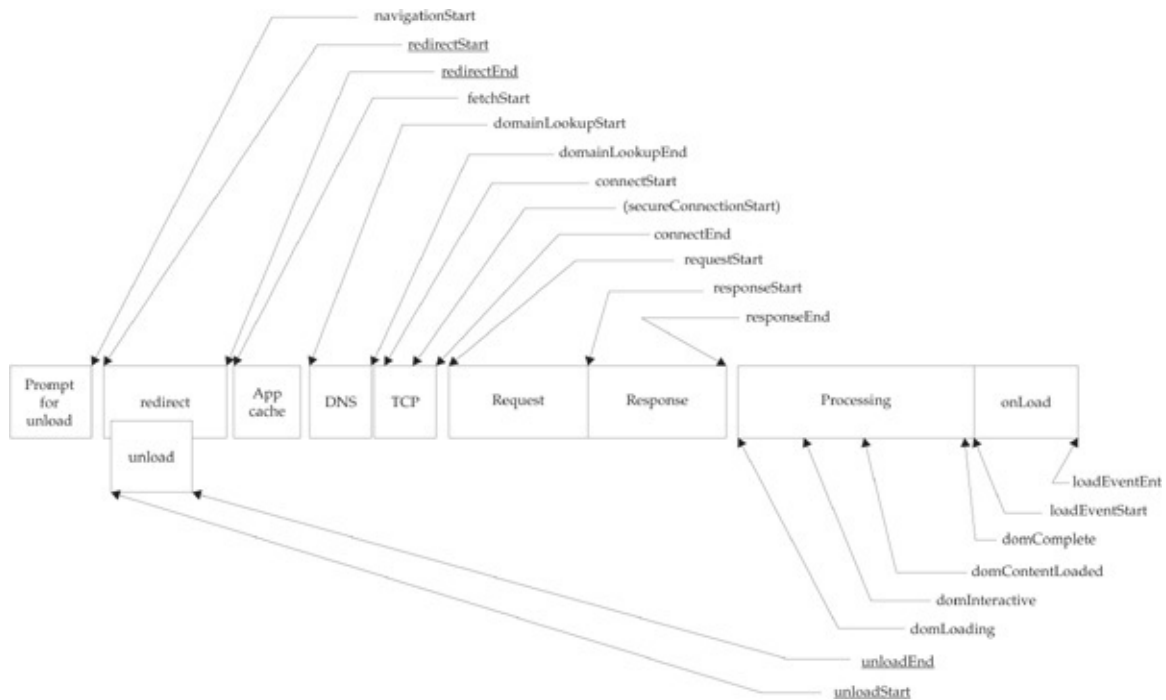 navigationStart
redirectStart
redirectEnd
fetchStart
domainLookupStart
domainLookupEnd
connectStart
(secureConnectionStart)
connectEnd
requestStart
responseStart
responseEnd
Prompt
for
unload
redirect
App
cache
DNS
TCP
Request
Response
Processing
onLoad
unload
loadEventEnt
loadEventStart
domComplete
domContentLoaded
domInteractive
domLoading
unloadEnd
unloadStart